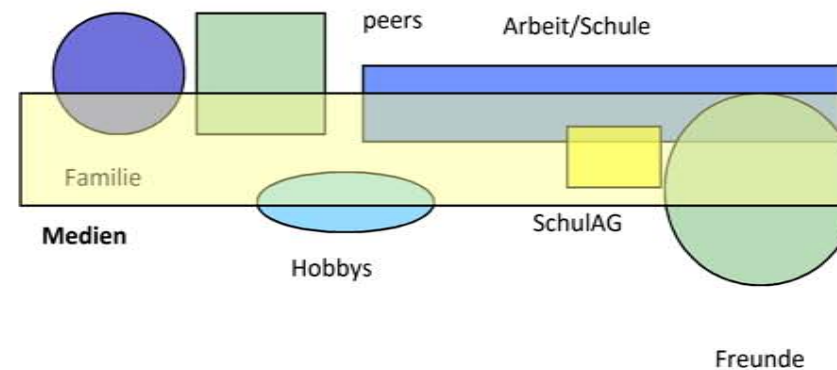 peers
Arbeit/Schule
Familie
SchulAG
Medien
Hobbys
Freunde